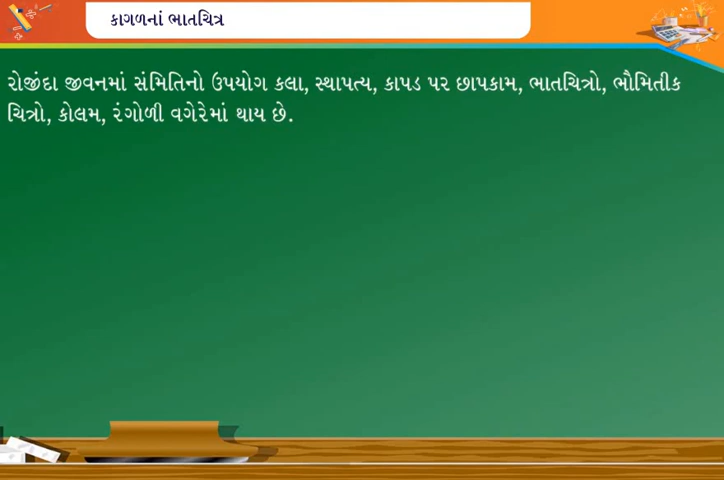 કાગળનાં ભાતચિત્ર
રોજીંદા જીવનમાં સંમિતિનો ઉપયોગ કલા, સ્થાપત્ય, કાપડ પર છાપકામ, ભાતચિત્રો, ભૌમિતીક
ચિત્રો, કોલમ, રંગોળી વગેરેમાં થાય છે.